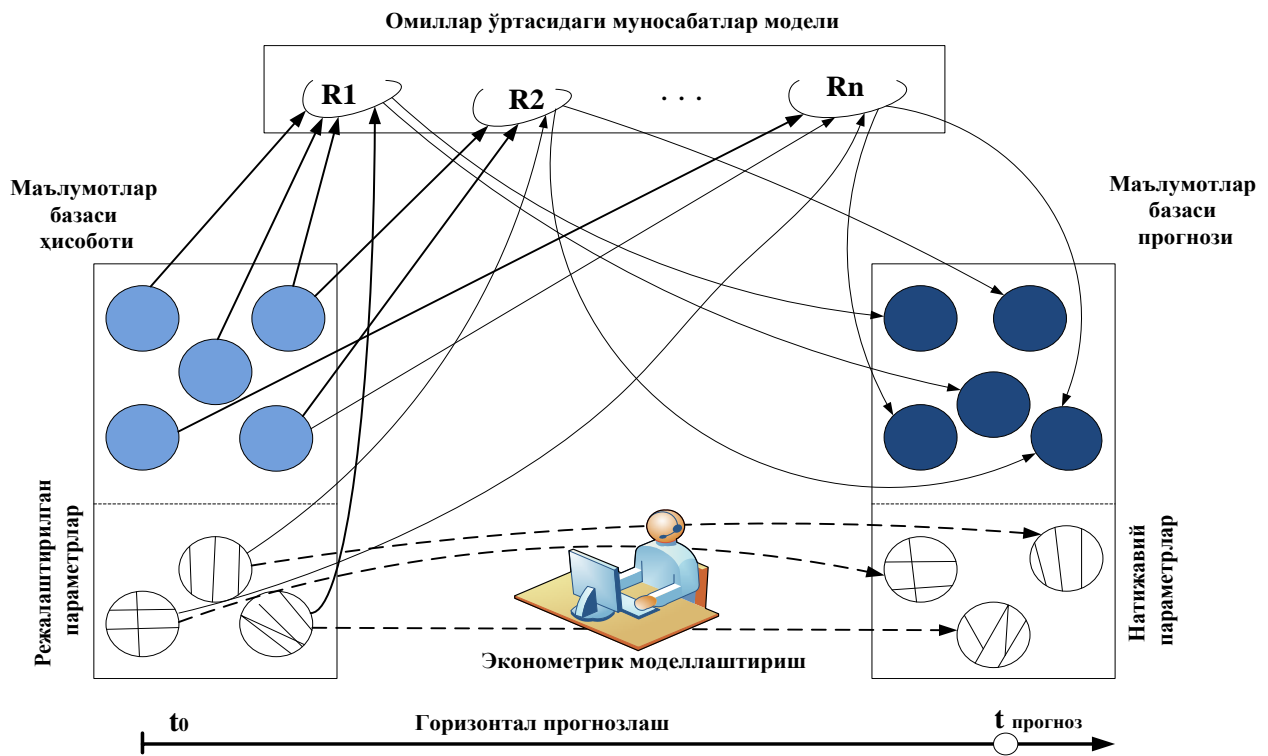 Омиллар ўртасидаги муносабатлар модели
R1
R2
. . .
Rn
Маълумотлар
базаси
ҳисоботи
Маълумотлар
базаси
прогнози
Режалаштирилган
параметрлар
Натижавий
параметрлар
Эконометрик моделлаштириш
t0
Горизонтал прогнозлаш
t прогноз